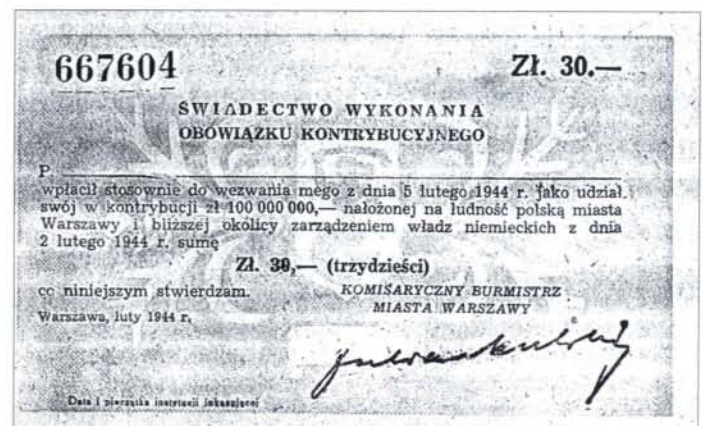 667604 Zł. 30.—
ŚWIADECTWO WYKONANIA
OBOWIĄZKU KONTRYBUCYJNEGO
P
wpłacił stosownie do wezwania mego z dnia 5 lutego 1944 r. jako udział
swój w kontrybucji zł 100 000 000,— nałożonej na ludność polską miasta
Warszawy i bliższej okolicy zarządzeniem władz niemieckich z dnia
2 lutego 1944 r. sumę
Zł. 30,— (trzydzieści)
co niniejszym stwierdzam.
KOMISARYCZNY BURMISTRZ
MIASTA WARSZAWY
Warszawa, luty 1944 r.
Data i pieczątka instytucji inkasującej